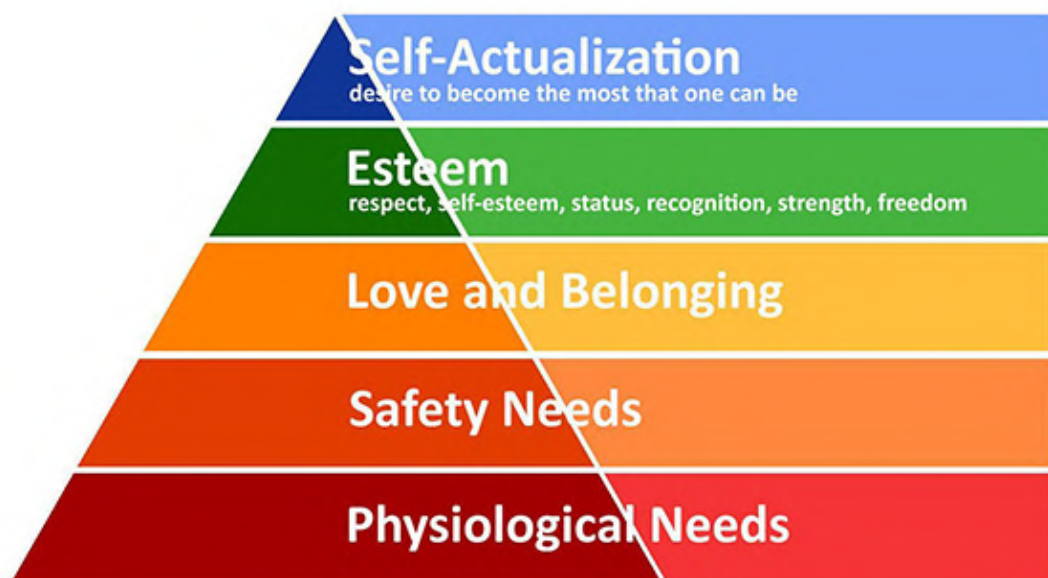 Self-Actualization
desire to become the most that one can be
Esteem
respect, self-esteem, status, recognition, strength, freedom
Love and Belonging
Safety Needs
Physiological Needs